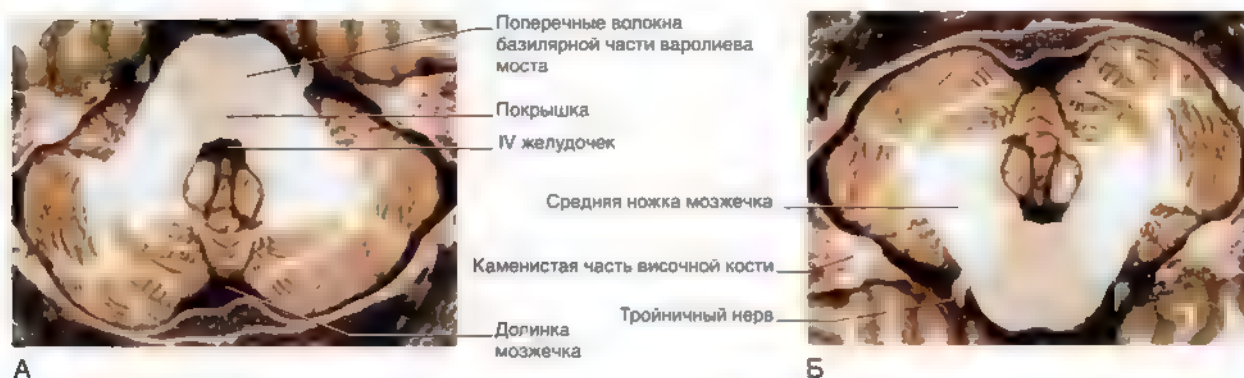 Поперечные волокна
базилярной части варолиева
моста
Покрышка
IV желудочек
Средняя ножка мозжечка
Каменистая часть височной кости
Тройничный нерв
Долинка
мозжечка
А
Б